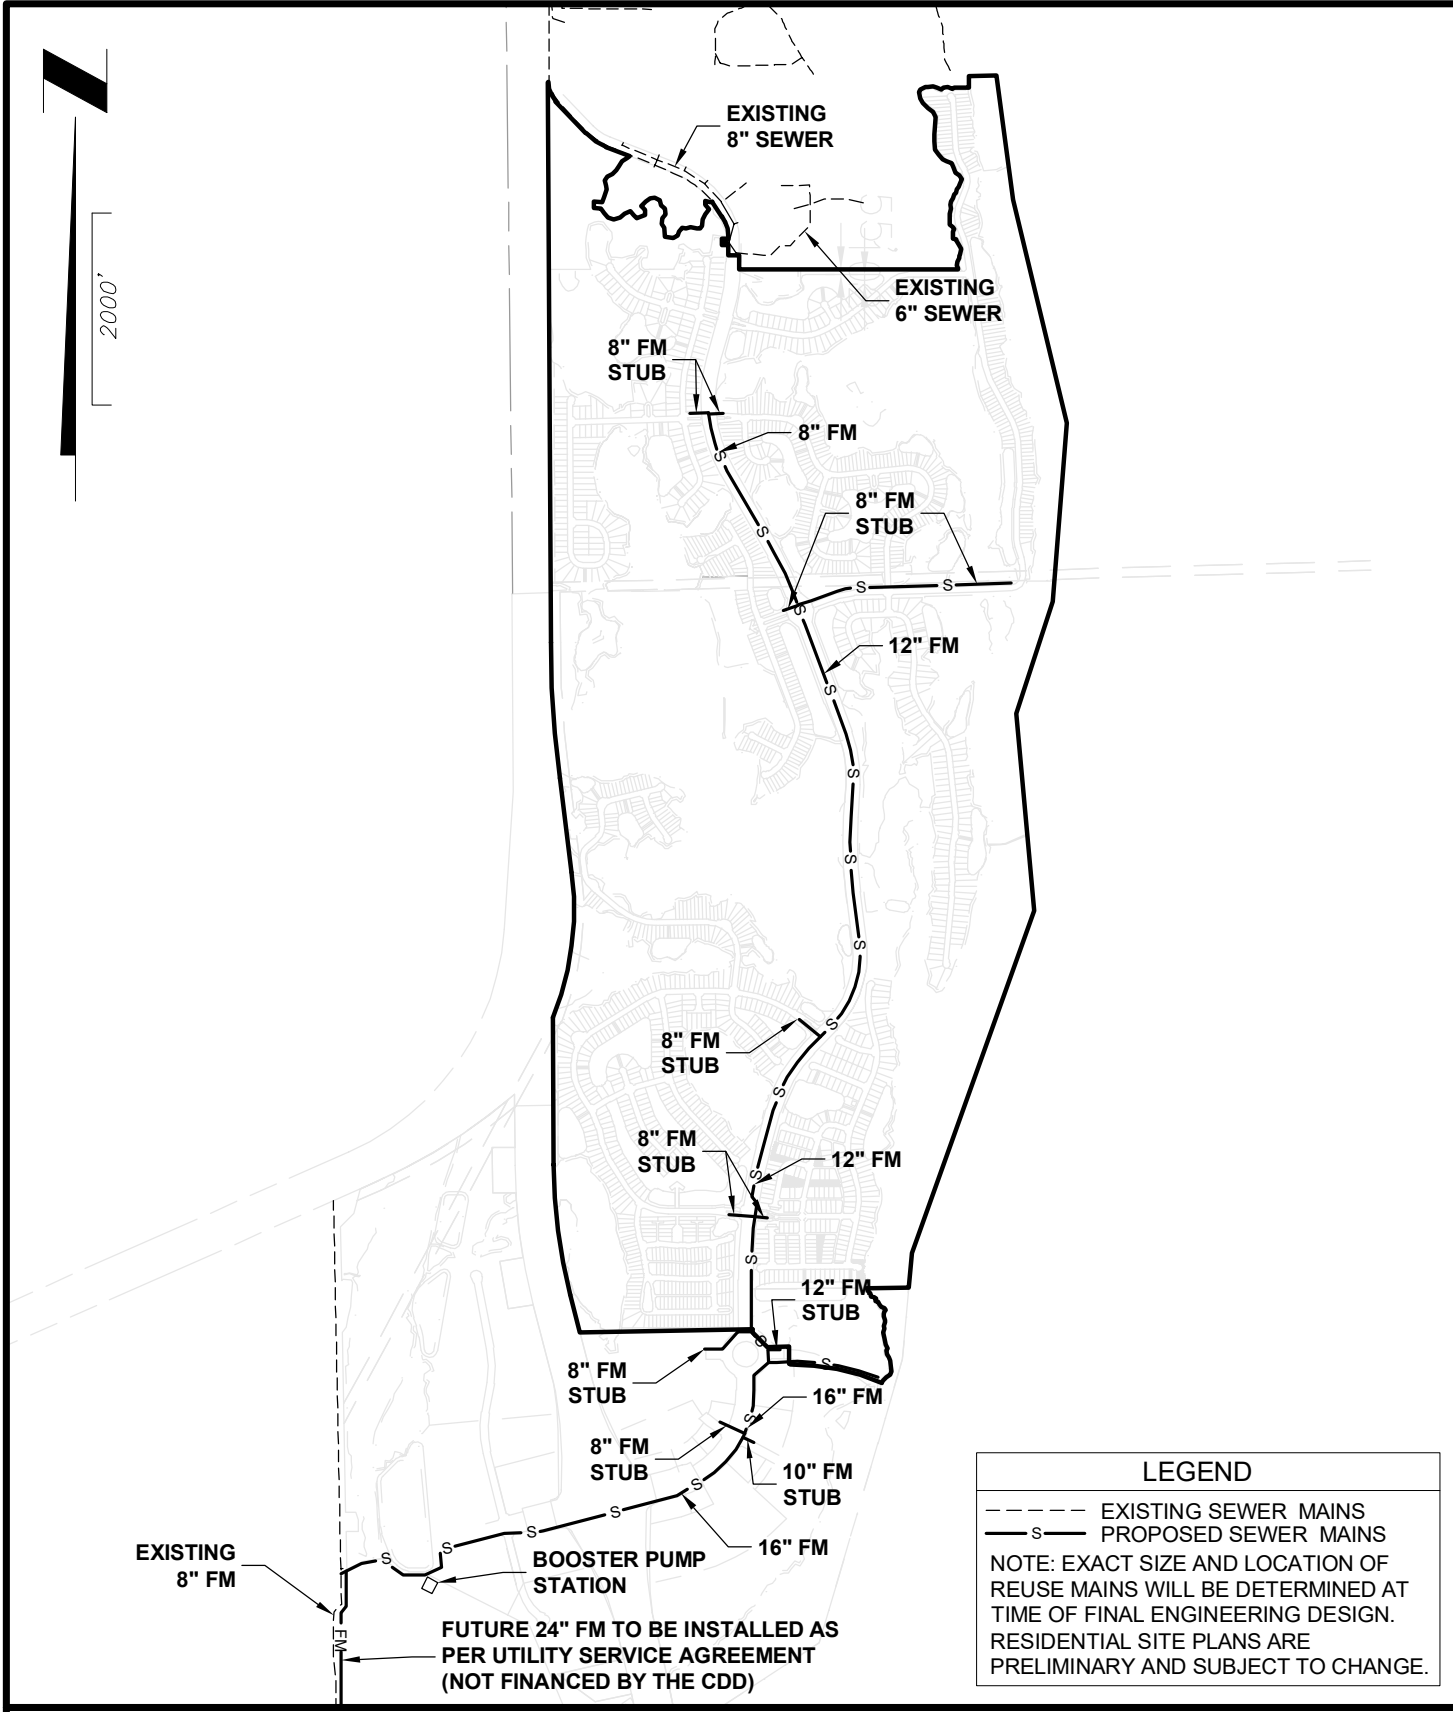 EXISTING
8" SEWER
55'
EXISTING
6" SEWER
2000'
8" FM
STUB
8" FM
S
8" FM
STUB
S
S
S
S
12" FM
S
S
S
S
8" FM
STUB
S
S
8" FM
STUB
12" FM
S
S
12" FM
STUB
S
S
8" FM
STUB
16" FM
S
8" FM
STUB
10" FM
STUB
S
S
S
16" FM
S
S
EXISTING
8" FM
BOOSTER PUMP
STATION
FM
FUTURE 24" FM TO BE INSTALLED AS
PER UTILITY SERVICE AGREEMENT
(NOT FINANCED BY THE CDD)
LEGEND
EXISTING SEWER MAINS
S PROPOSED SEWER MAINS
NOTE: EXACT SIZE AND LOCATION OF
REUSE MAINS WILL BE DETERMINED AT
TIME OF FINAL ENGINEERING DESIGN.
RESIDENTIAL SITE PLANS ARE
PRELIMINARY AND SUBJECT TO CHANGE.